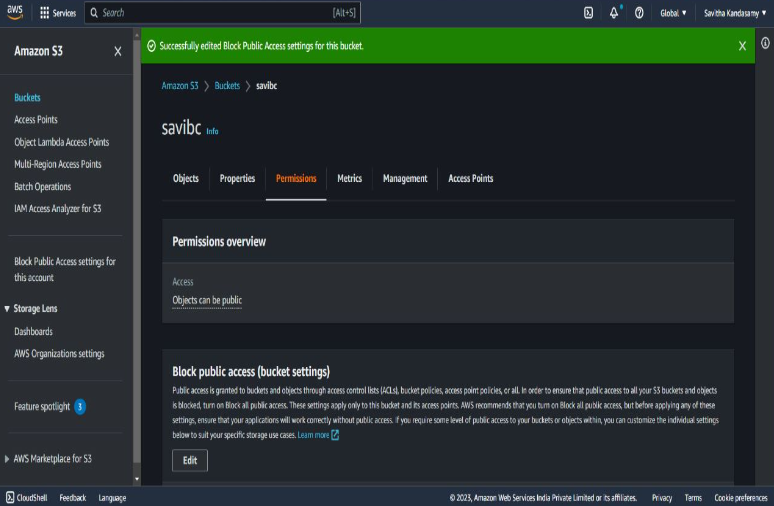 aws
Services
Search
[Alt+S]
Global ▼
Savitha Kandasamy ▼
Amazon S3
X
Buckets
Access Points
Object Lambda Access Points
Multi-Region Access Points
Batch Operations
IAM Access Analyzer for S3
Block Public Access settings for
this account
▼ Storage Lens
Dashboards
AWS Organizations settings
Feature spotlight 3
▶ AWS Marketplace for S3
Successfully edited Block Public Access settings for this bucket.
X
Amazon S3 > Buckets > savibc
savibc Info
Objects
Properties
Permissions
Metrics
Management
Access Points
Permissions overview
Access
Objects can be public
Block public access (bucket settings)
Public access is granted to buckets and objects through access control lists (ACLs), bucket policies, access point policies, or all. In order to ensure that public access to all your S3 buckets and objects
is blocked, turn on Block all public access. These settings apply only to this bucket and its access points. AWS recommends that you turn on Block all public access, but before applying any of these
settings, ensure that your applications will work correctly without public access. If you require some level of public access to your buckets or objects within, you can customize the individual settings
below to suit your specific storage use cases. Learn more
Edit
CloudShell
Feedback
Language
© 2023, Amazon Web Services India Private Limited or its affiliates.
Privacy
Terms
Cookie preferences